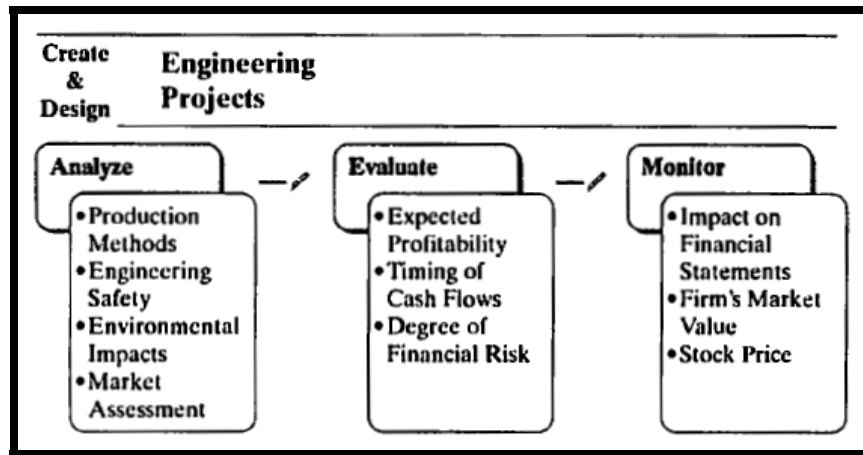 Create
&
Design
Engineering
Projects
Analyze
•Production
Methods
•Engineering
Safety
•Environmental
Impacts
•Market
Assessment
Evaluate
•Expected
Profitability
•Timing of
Cash Flows
•Degree of
Financial Risk
Monitor
•Impact on
Financial
Statements
•Firm's Market
Value
•Stock Price